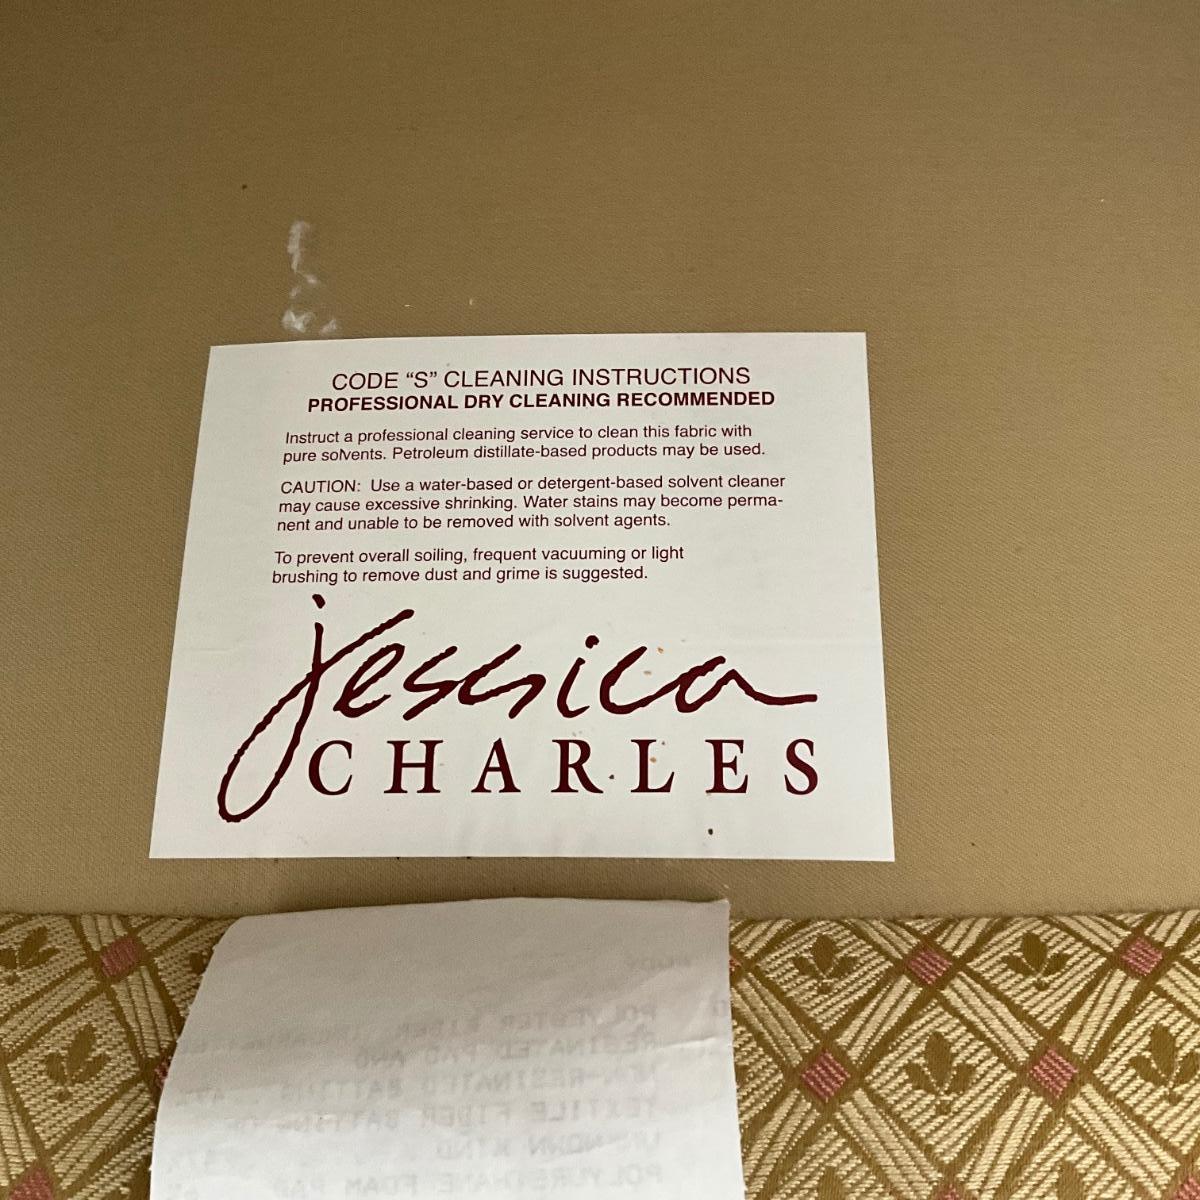 CODE “S” CLEANING INSTRUCTIONS
PROFESSIONAL DRY CLEANING RECOMMENDED
Instruct a professional cleaning service to clean this fabric with
pure solvents. Petroleum distillate-based products may be used.
CAUTION: Use a water-based or detergent-based solvent cleaner
may cause excessive shrinking. Water stains may become perma-
nent and unable to be removed with solvent agents.
To prevent overall soiling, frequent vacuuming or light
brushing to remove dust and grime is suggested.
jessica
CHARLES
POLYESTER FIBER
RESINATED PAD AND
NON-RESINATED BATTING
TEXTILE FIBER BATTING OF
UNKNOWN KIND
POLYURETHANE FOAM PAD